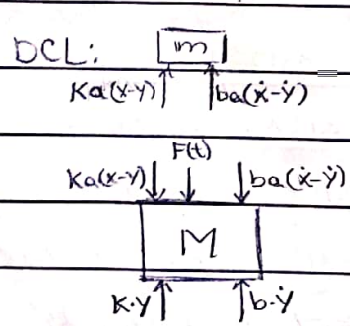 DCL: m
Ka(x-y) ba(ẋ-ẏ)
F(t)
Ka(x-y) ba(ẋ-ẏ)
M
K·y b·ẏ